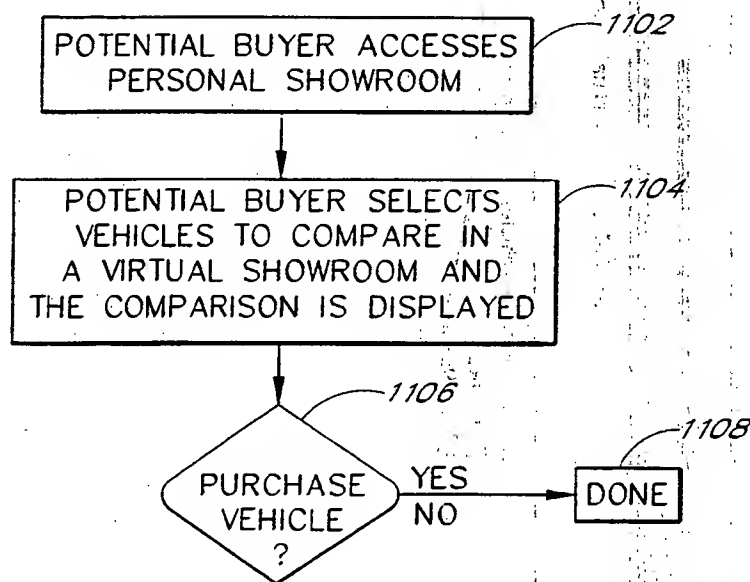 1102
POTENTIAL BUYER ACCESSES
PERSONAL SHOWROOM
1104
POTENTIAL BUYER SELECTS
VEHICLES TO COMPARE IN
A VIRTUAL SHOWROOM AND
THE COMPARISON IS DISPLAYED
1106
PURCHASE
VEHICLE
?
YES
NO
1108
DONE